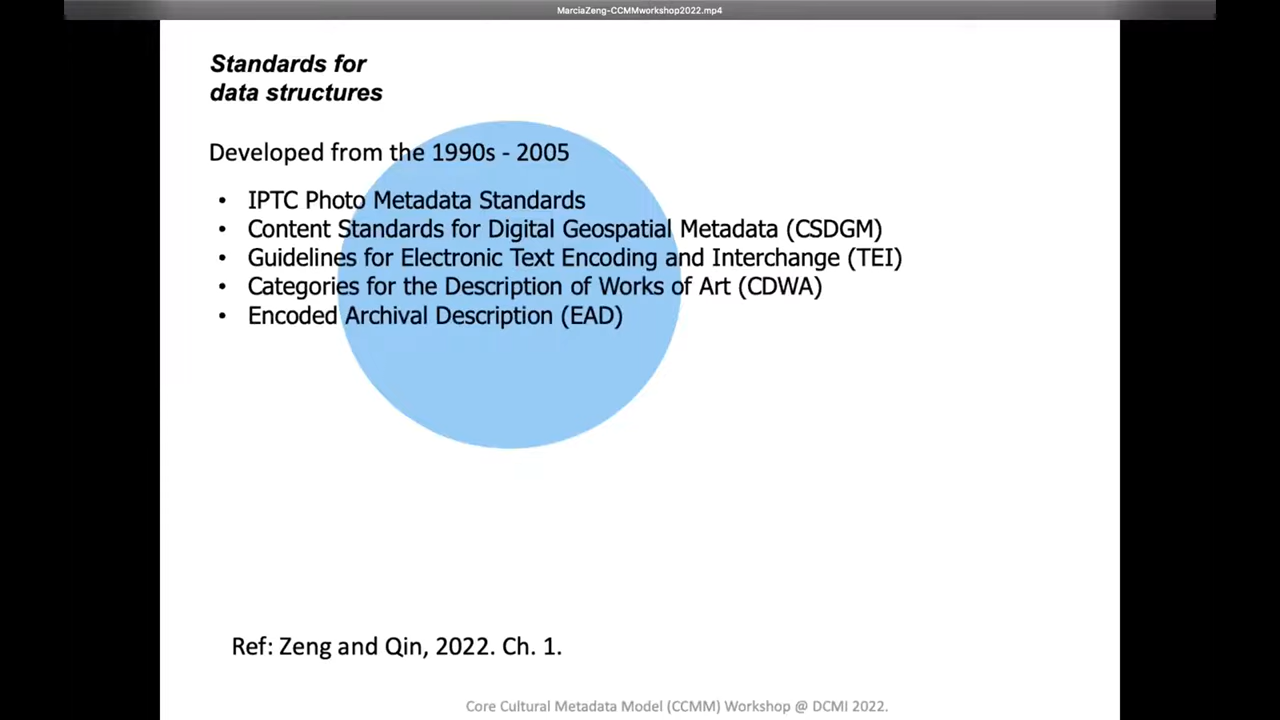 MarciaZeng-CCMMworkshop2022.mp4
Standards for
data structures
Developed from the 1990s - 2005
• IPTC Photo Metadata Standards
• Content Standards for Digital Geospatial Metadata (CSDGM)
• Guidelines for Electronic Text Encoding and Interchange (TEI)
• Categories for the Description of Works of Art (CDWA)
• Encoded Archival Description (EAD)
Ref: Zeng and Qin, 2022. Ch. 1.
Core Cultural Metadata Model (CCMM) Workshop @ DCMI 2022.